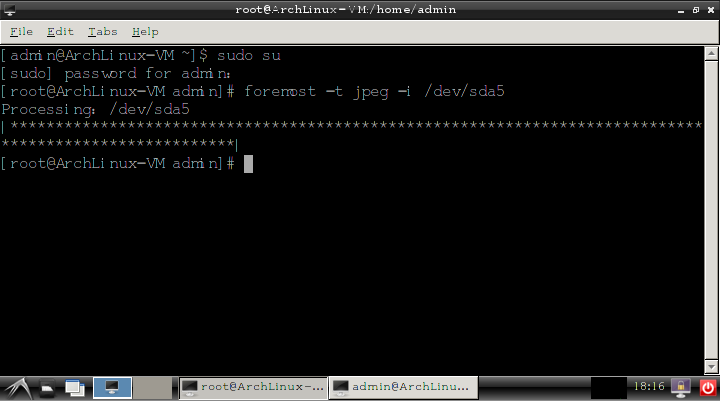 root@ArchLinux-VM:/home/admin
File Edit Tabs Help
[admin@ArchLinux-VM ~]$ sudo su
[sudo] password for admin:
[root@ArchLinux-VM admin]# foremost -t jpeg -i /dev/sda5
Processing: /dev/sda5
|*****************************************************************************
**************************|
[root@ArchLinux-VM admin]#
root@ArchLinux-... admin@ArchLinu... 18:16